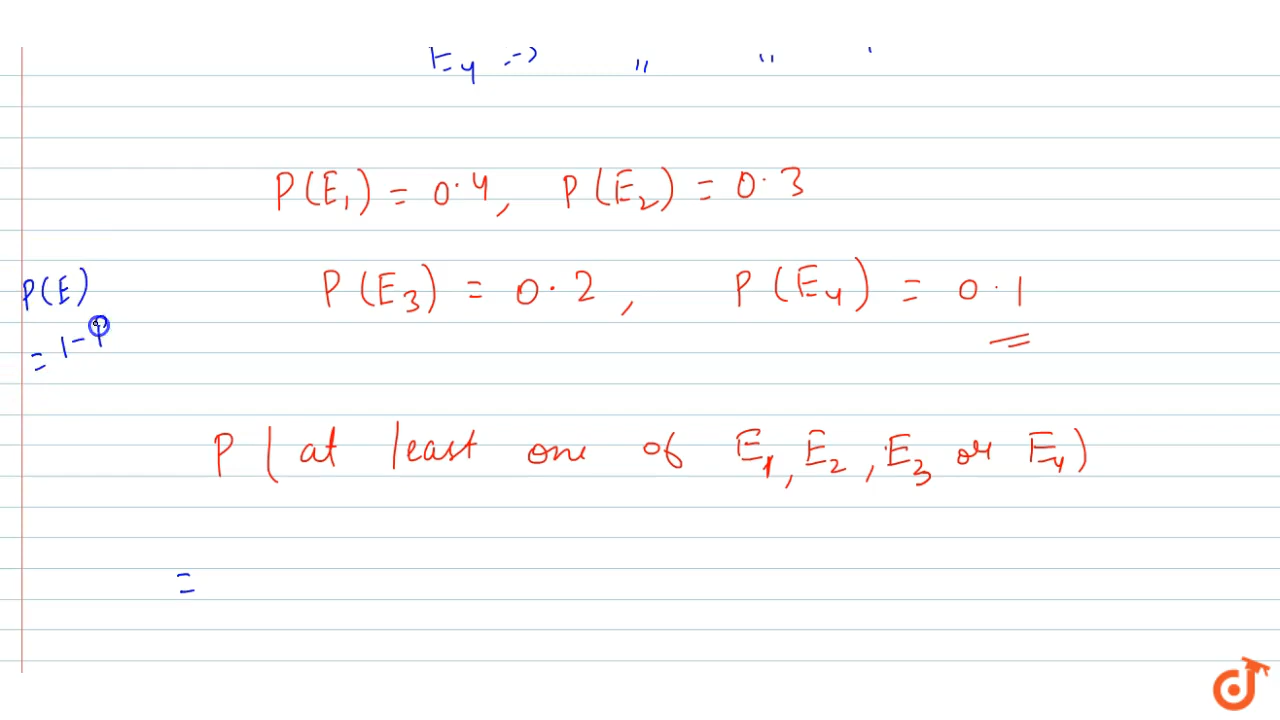 E4 -> " "
P(E1) = 0.4, P(E2) = 0.3
P(E3) = 0.2, P(E4) = 0.1
P(E)
= 1-P
P(at least one of E1, E2, E3 or E4)
=